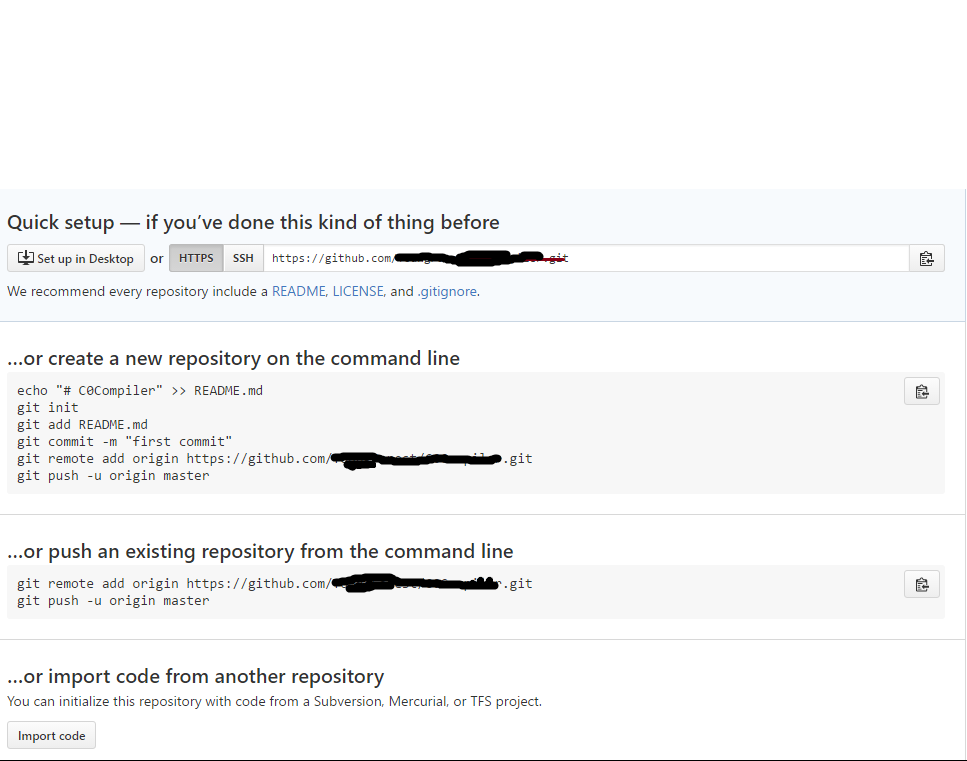 Quick setup — if you’ve done this kind of thing before
Set up in Desktop or HTTPS SSH https://github.com/ .git
We recommend every repository include a README, LICENSE, and .gitignore.
…or create a new repository on the command line
echo "# C0Compiler" >> README.md
git init
git add README.md
git commit -m "first commit"
git remote add origin https://github.com/ .git
git push -u origin master
…or push an existing repository from the command line
git remote add origin https://github.com/ .git
git push -u origin master
…or import code from another repository
You can initialize this repository with code from a Subversion, Mercurial, or TFS project.
Import code